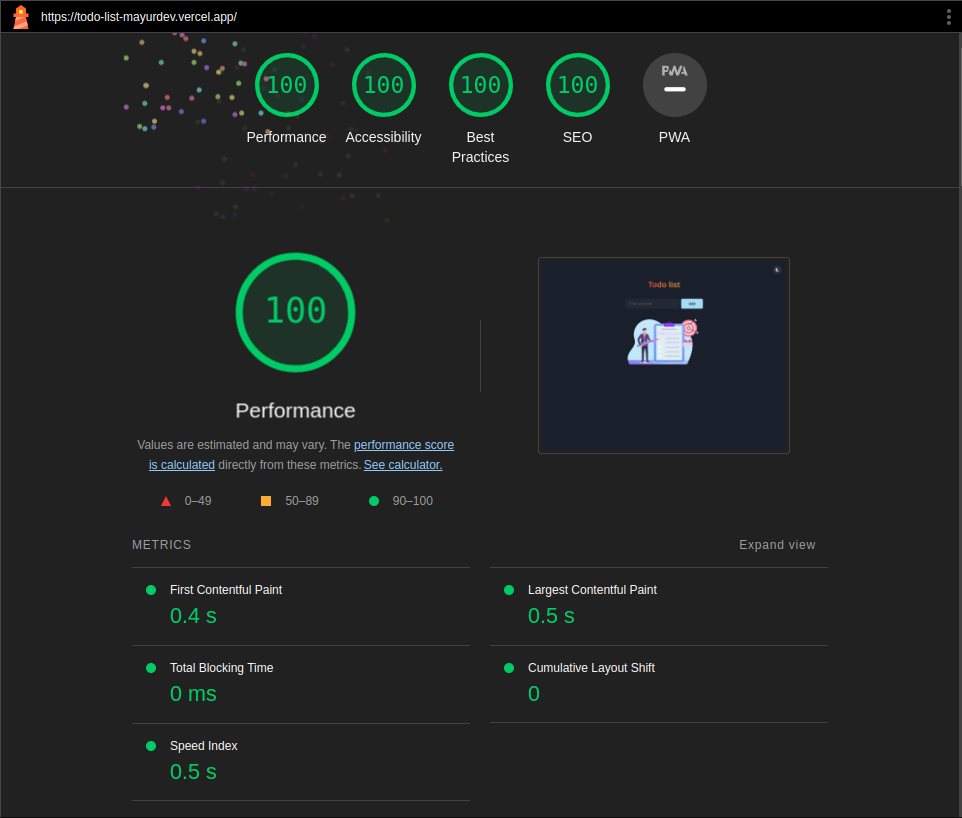 https://todo-list-mayurdev.vercel.app/
100
100
100
100
PWA
Performance
Accessibility
Best
Practices
SEO
PWA
100
Performance
Values are estimated and may vary. The performance score
is calculated directly from these metrics. See calculator.
0–49
50–89
90–100
Todo list
METRICS
Expand view
First Contentful Paint
0.4 s
Largest Contentful Paint
0.5 s
Total Blocking Time
0 ms
Cumulative Layout Shift
0
Speed Index
0.5 s